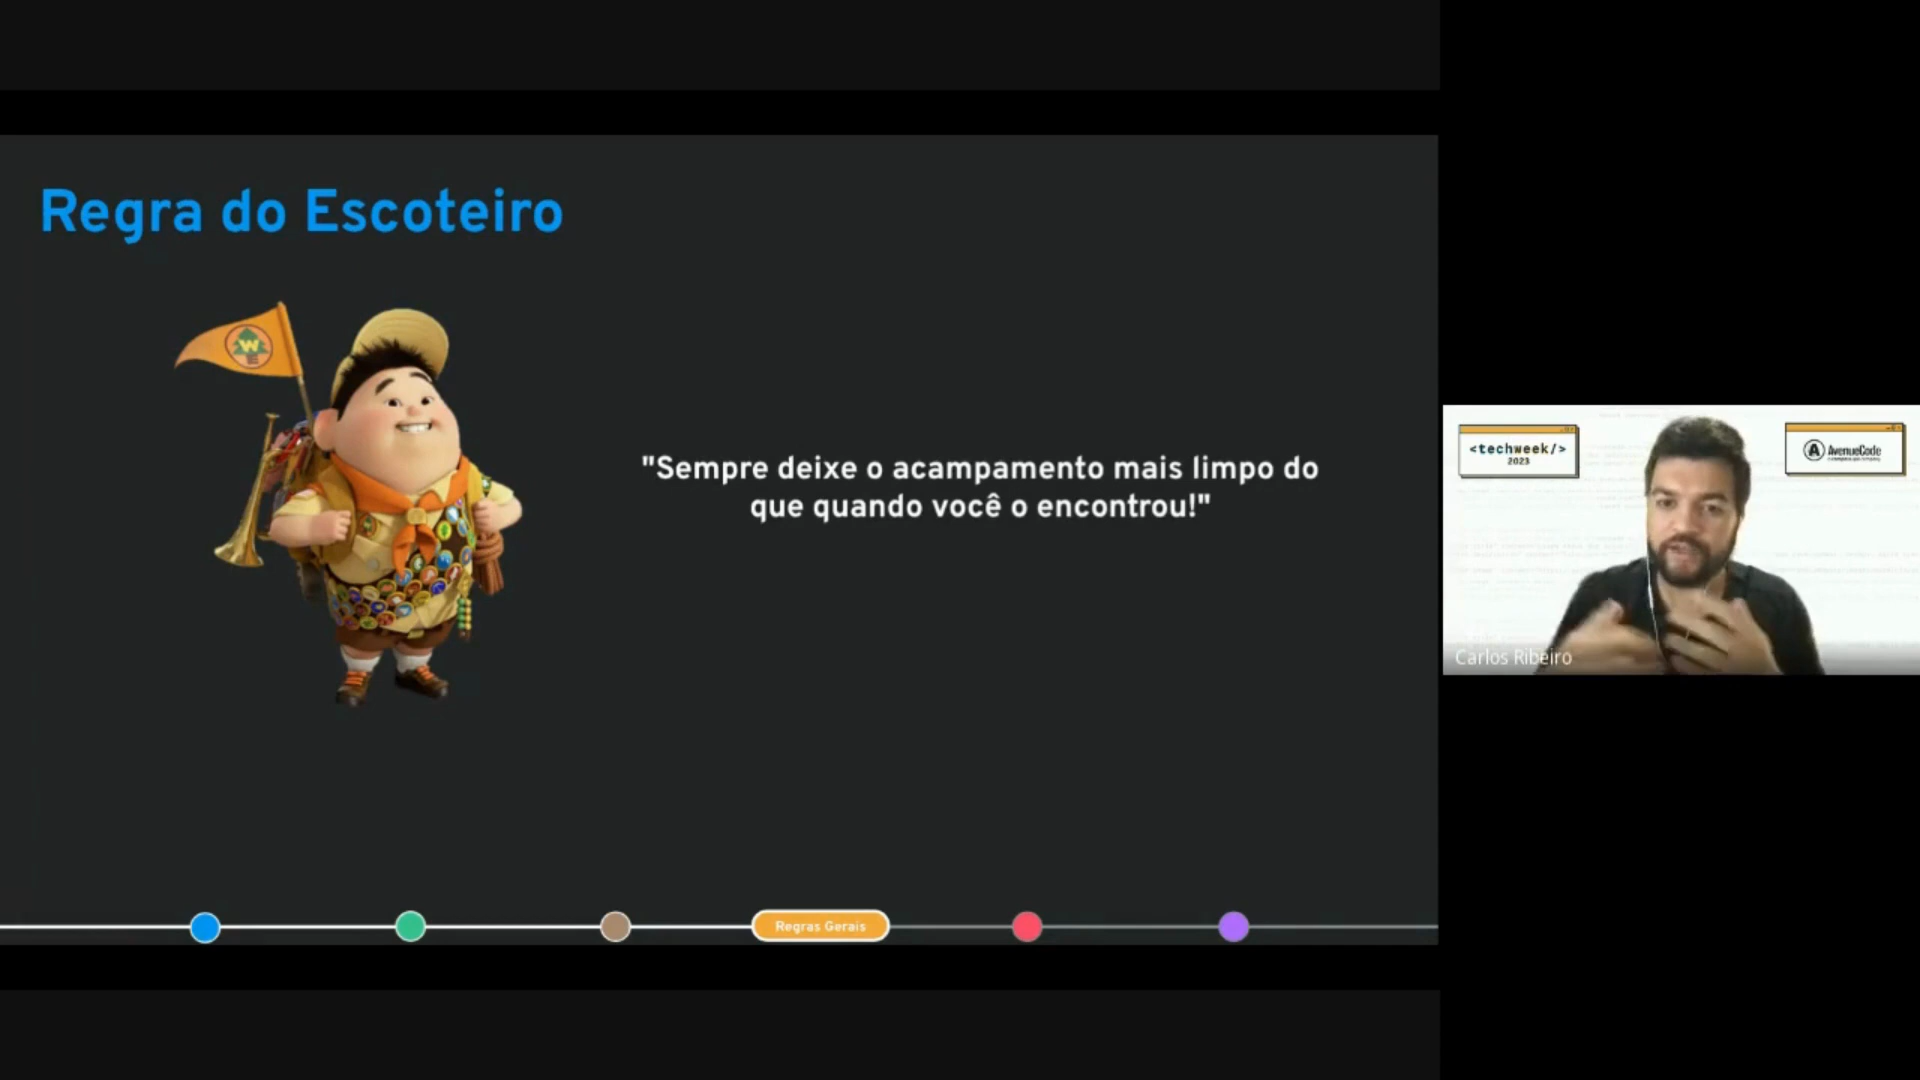 Regra do Escoteiro
W
E
"Sempre deixe o acampamento mais limpo do
que quando você o encontrou!"
Regras Gerais
<techweek/>
2023
A AvenueCode
Carlos Ribeiro